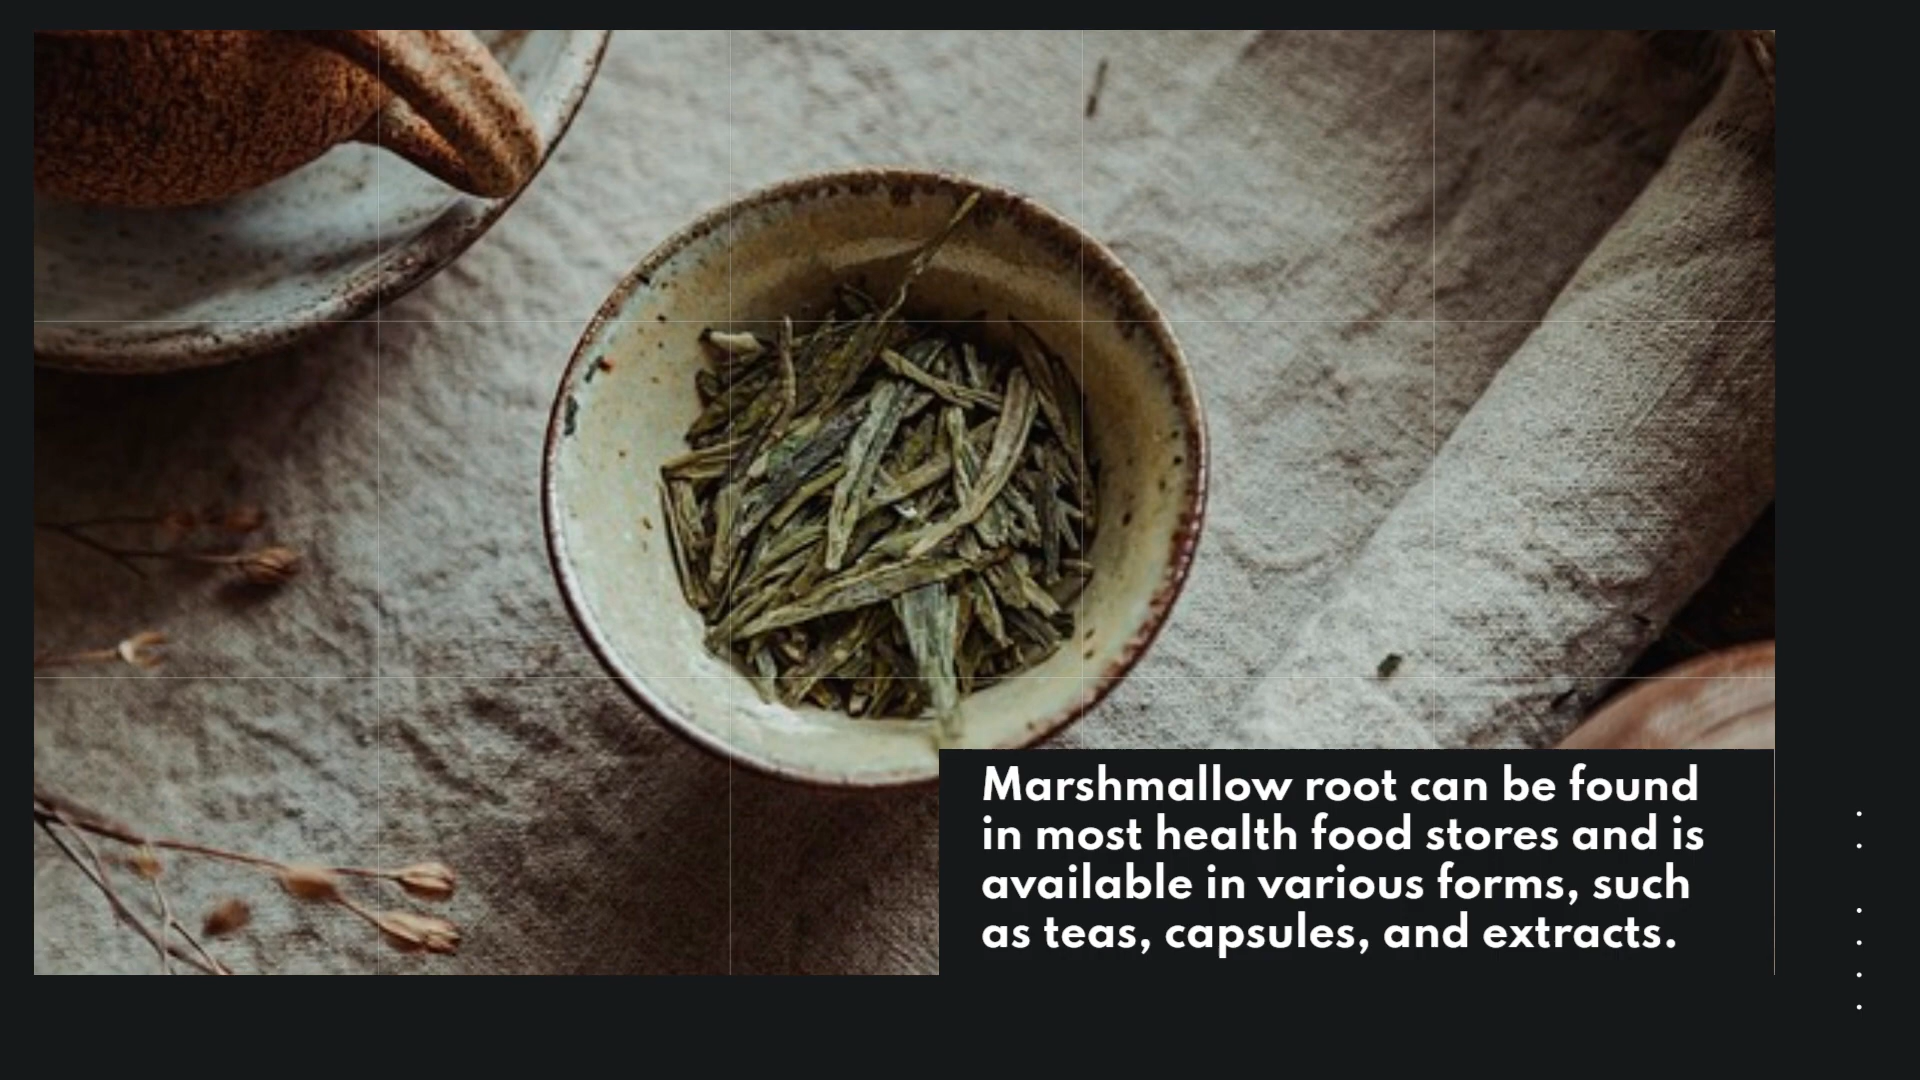 Marshmallow root can be found
in most health food stores and is
available in various forms, such
as teas, capsules, and extracts.